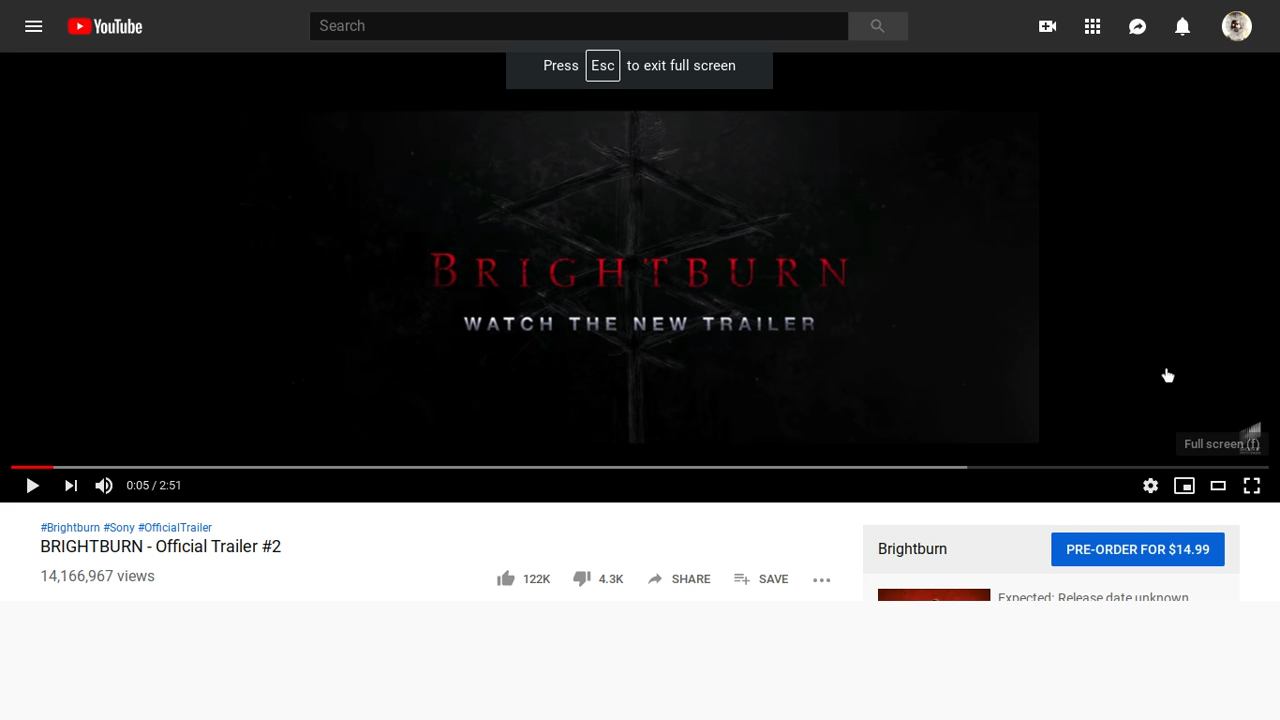 YouTube
Search
Press Esc to exit full screen
BRIGHTBURN
WATCH THE NEW TRAILER
Full screen (f)
0:05 / 2:51
#Brightburn #Sony #OfficialTrailer
BRIGHTBURN - Official Trailer #2
14,166,967 views
122K
4.3K
SHARE
SAVE
Brightburn
PRE-ORDER FOR $14.99
Expected: Release date unknown